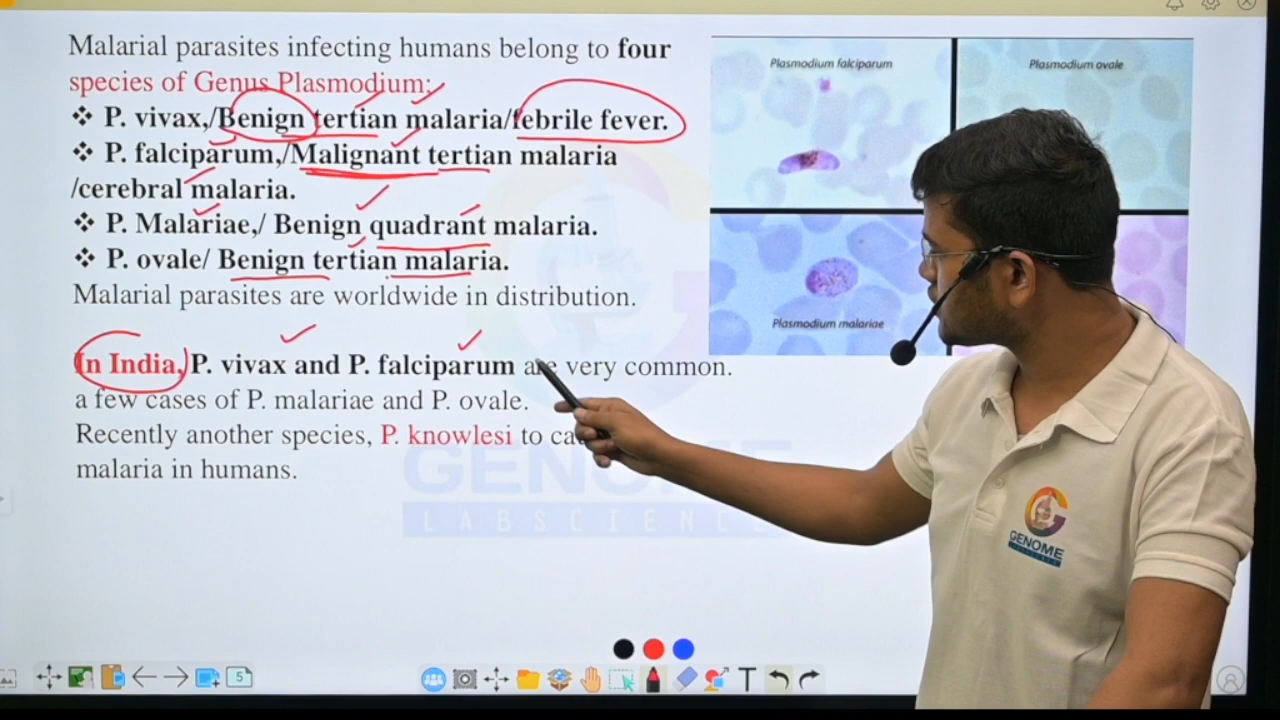 Malarial parasites infecting humans belong to four
species of Genus Plasmodium:
❖ P. vivax,/Benign tertian malaria/febrile fever.
❖ P. falciparum,/Malignant tertian malaria
/cerebral malaria.
❖ P. Malariae,/ Benign quadrant malaria.
❖ P. ovale/ Benign tertian malaria.
Malarial parasites are worldwide in distribution.
In India, P. vivax and P. falciparum are very common.
a few cases of P. malariae and P. ovale.
Recently another species, P. knowlesi to
malaria in humans.
Plasmodium falciparum
Plasmodium ovale
Plasmodium malariae
GENOME
LABSCIENCE
GENOME
5
T